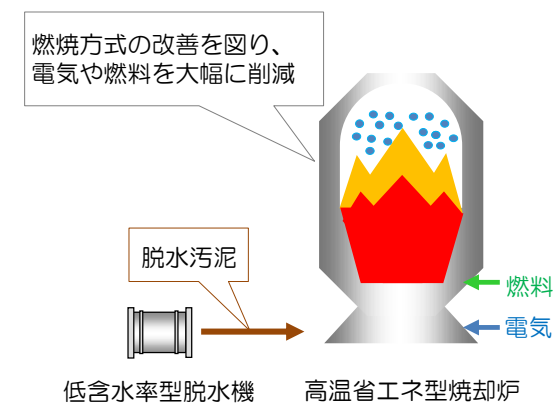 燃焼方式の改善を図り、
電気や燃料を大幅に削減
脱水汚泥
燃料
電気
低含水率型脱水機
高温省エネ型焼却炉